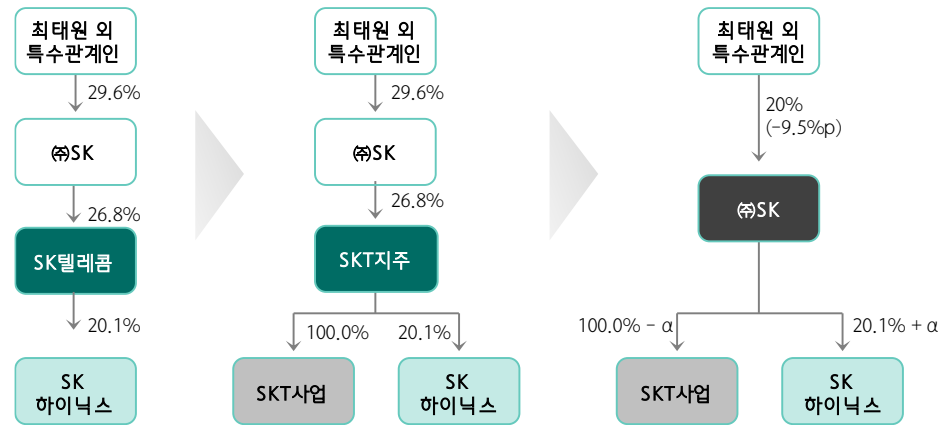 최태원 외
특수관계인
29.6%
㈜SK
26.8%
SK텔레콤
20.1%
SK
하이닉스
최태원 외
특수관계인
29.6%
㈜SK
26.8%
SKT지주
100.0%
20.1%
SKT사업
SK
하이닉스
최태원 외
특수관계인
20%
(-9.5%p)
㈜SK
100.0% - α
20.1% + α
SKT사업
SK
하이닉스